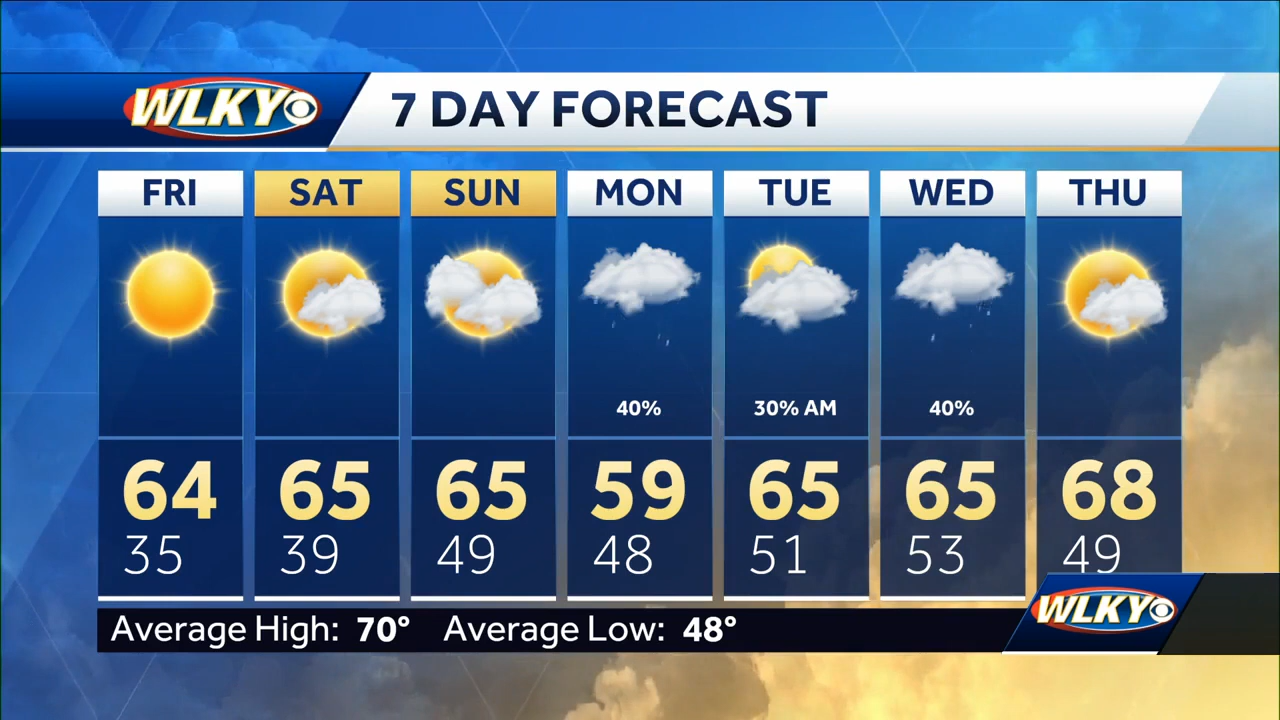 WLKY
7 DAY FORECAST
FRI SAT SUN MON TUE WED THU
40% 30% AM 40%
64 65 65 59 65 65 68
35 39 49 48 51 53 49
Average High: 70° Average Low: 48°
WLKY